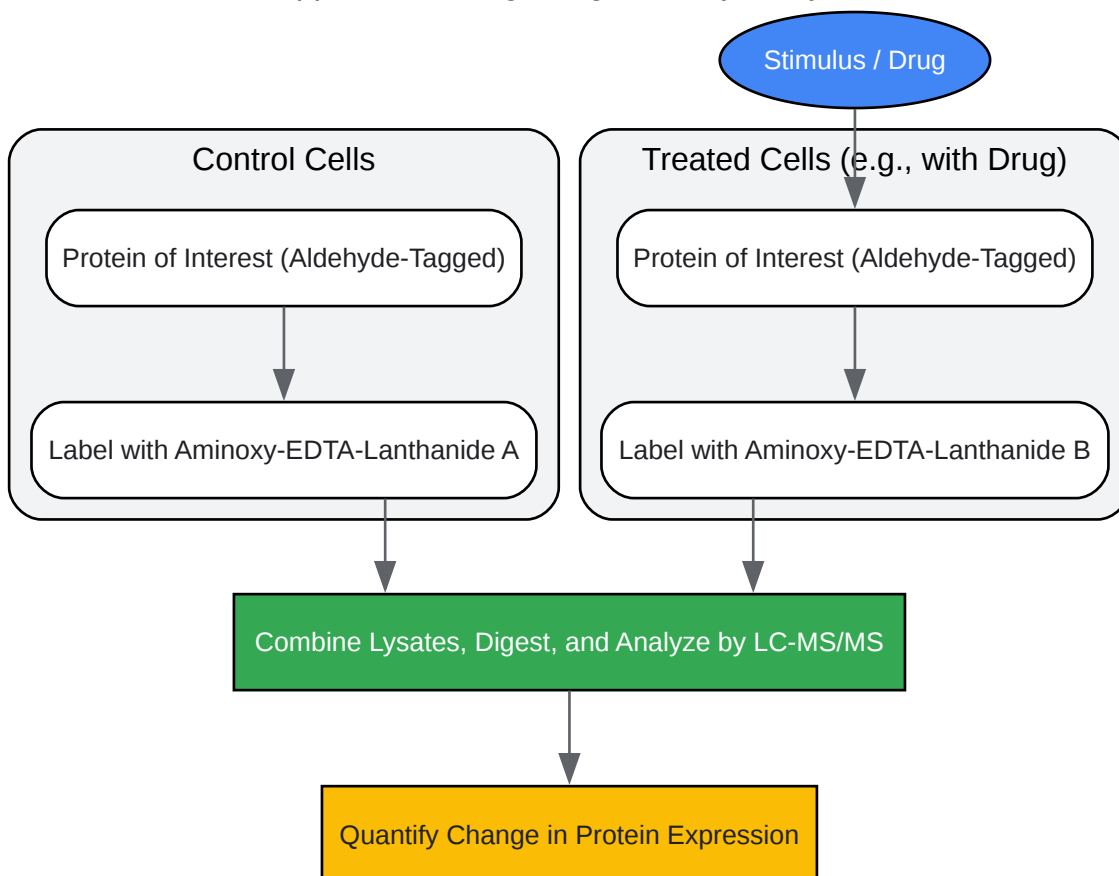 Stimulus / Drug
Control Cells
Treated Cells (e.g., with Drug)
Protein of Interest (Aldehyde-Tagged)
Protein of Interest (Aldehyde-Tagged)
Label with Aminoxy-EDTA-Lanthanide A
Label with Aminoxy-EDTA-Lanthanide B
Combine Lysates, Digest, and Analyze by LC-MS/MS
Quantify Change in Protein Expression